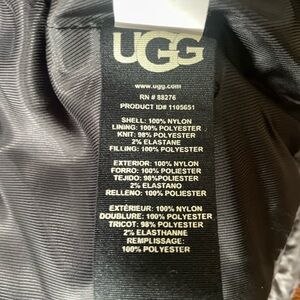 UGG
www.ugg.com
RN # 88276
PRODUCT ID# 1105651
SHELL: 100% NYLON
LINING: 100% POLYESTER
KNIT: 98% POLYESTER
2% ELASTANE
FILLING: 100% POLYESTER
EXTERIOR: 100% NYLON
FORRO: 100% POLIESTER
TEJIDO: 98%POLIESTER
2% ELASTANO
RELLENO: 100% POLYESTER
EXTÉRIEUR: 100% NYLON
DOUBLURE: 100% POLYESTER
TRICOT: 98% POLYESTER
2% ELASTHANNE
REMPLISSAGE:
100% POLYESTER